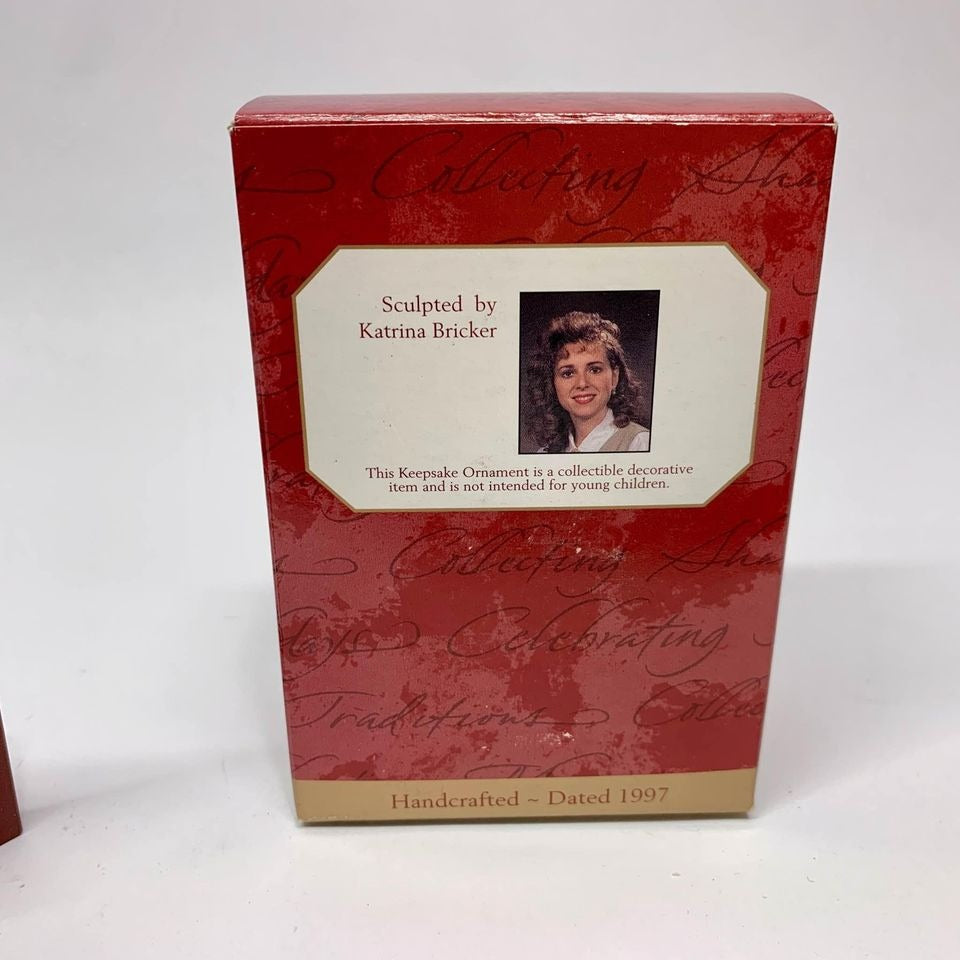 Collecting
Sculpted by
Katrina Bricker
This Keepsake Ornament is a collectible decorative
item and is not intended for young children.
Collecting
Celebrating
Traditions
Handcrafted ~ Dated 1997